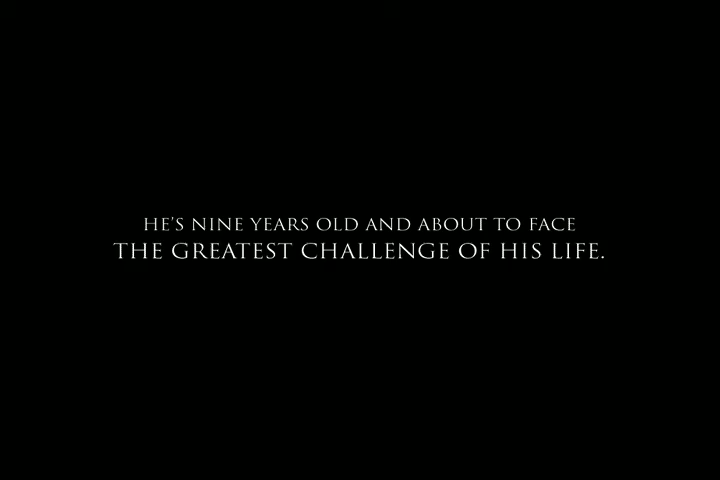 HE'S NINE YEARS OLD AND ABOUT TO FACE
THE GREATEST CHALLENGE OF HIS LIFE.